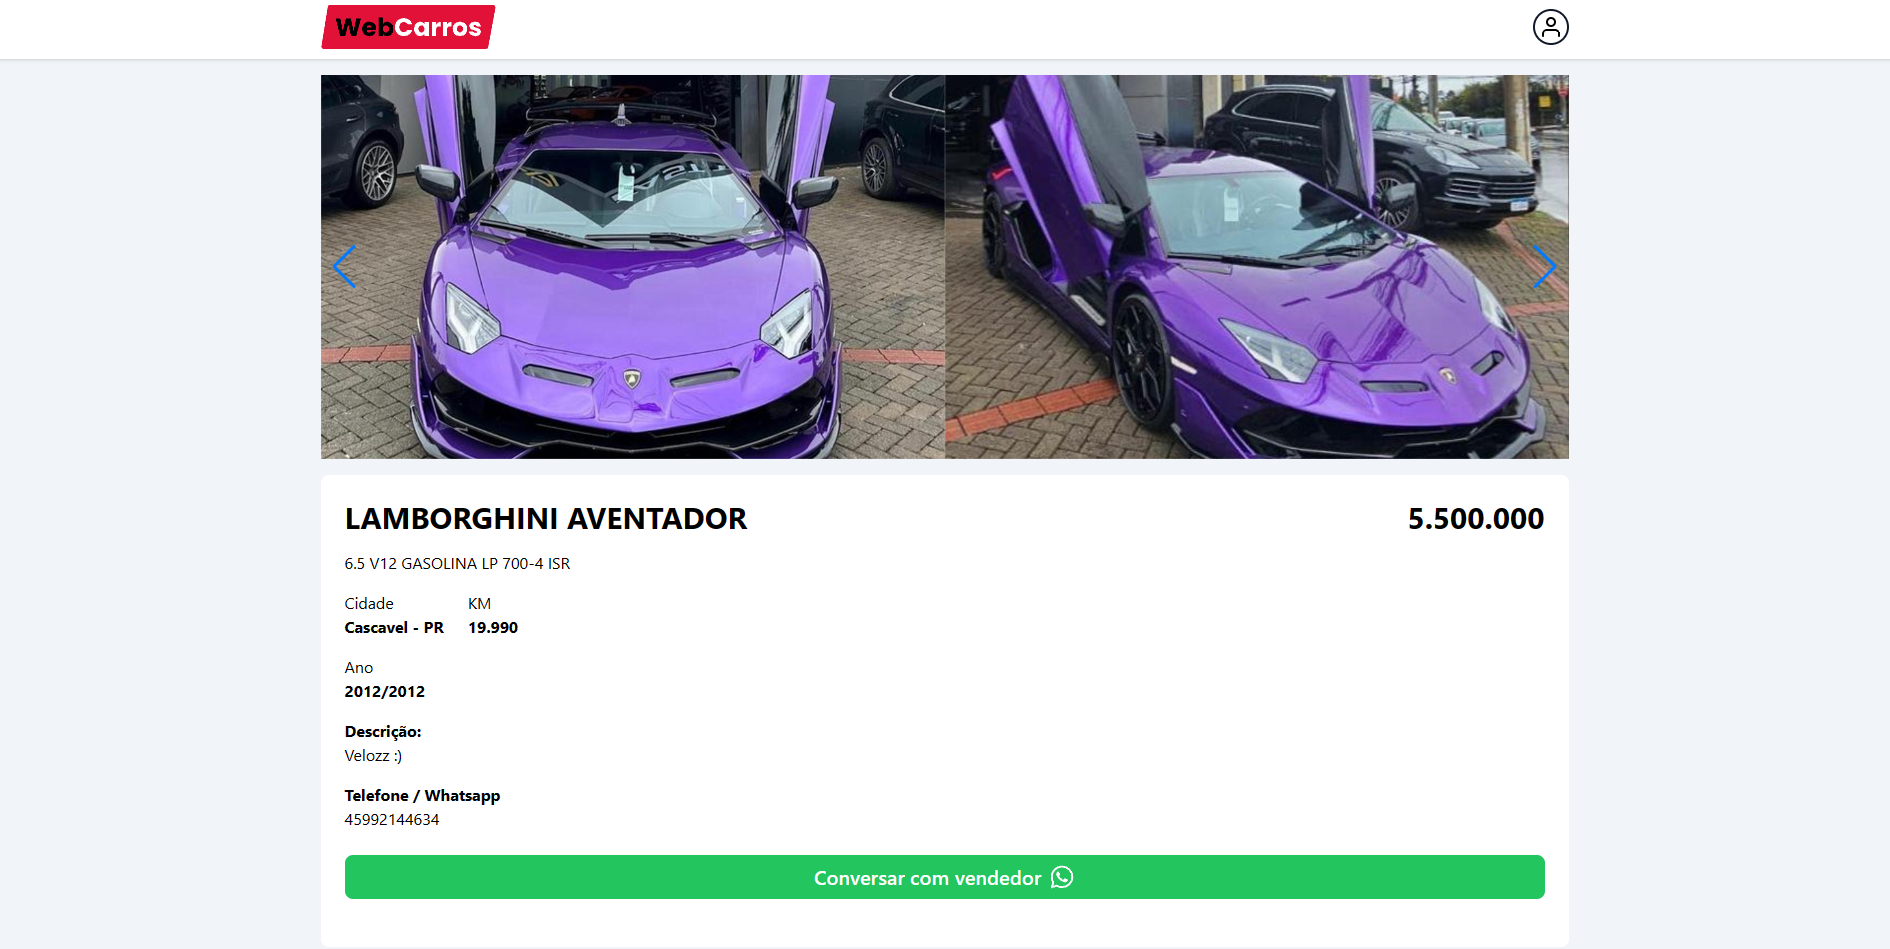 WebCarros
LAMBORGHINI AVENTADOR
5.500.000
6.5 V12 GASOLINA LP 700-4 ISR
Cidade KM
Cascavel - PR 19.990
Ano
2012/2012
Descrição:
Velozz :)
Telefone / Whatsapp
45992144634
Conversar com vendedor